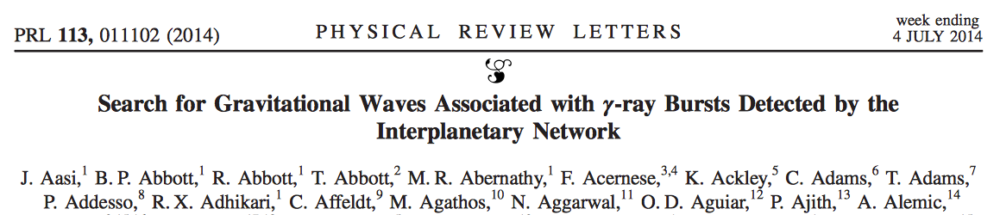 PRL 113, 011102 (2014)
PHYSICAL REVIEW LETTERS
week ending
4 JULY 2014
Search for Gravitational Waves Associated with γ-ray Bursts Detected by the
Interplanetary Network
J. Aasi,1 B. P. Abbott,1 R. Abbott,1 T. Abbott,2 M. R. Abernathy,1 F. Acernese,3,4 K. Ackley,5 C. Adams,6 T. Adams,7
P. Addesso,8 R. X. Adhikari,1 C. Affeldt,9 M. Agathos,10 N. Aggarwal,11 O. D. Aguiar,12 P. Ajith,13 A. Alemic,14